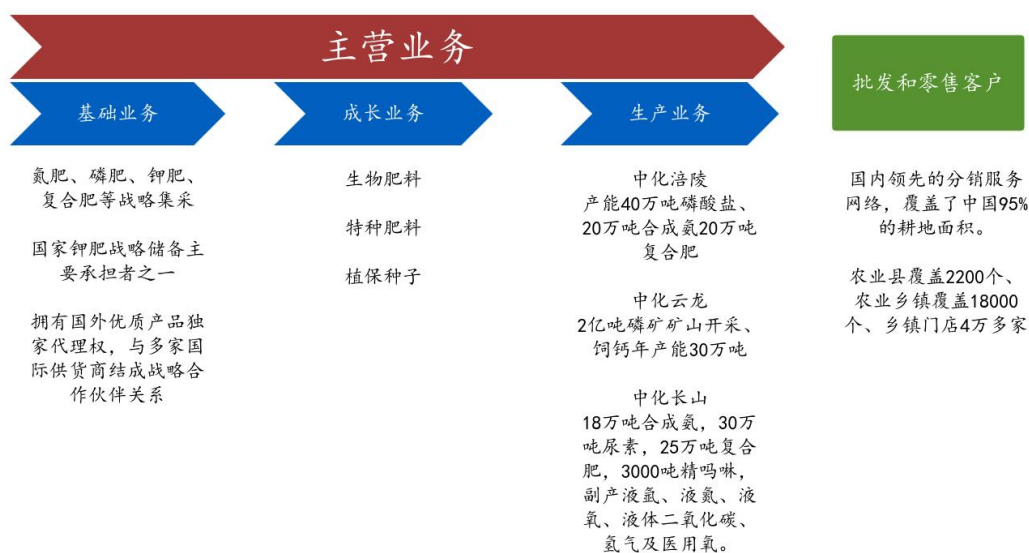 主营业务
基础业务
氮肥、磷肥、钾肥、
复合肥等战略集采
国家钾肥战略储备主
要承担者之一
拥有国外优质产品独
家代理权，与多家国
际供货商结成战略合
作伙伴关系
成长业务
生物肥料
特种肥料
植保种子
生产业务
中化涪陵
产能40万吨磷酸盐、
20万吨合成氨20万吨
复合肥
中化云龙
2亿吨磷矿矿山开采、
饲钙年产能30万吨
中化长山
18万吨合成氨，30万
吨尿素，25万吨复合
肥，3000吨精吗啉，
副产液氩、液氮、液
氧、液体二氧化碳、
氢气及医用氧。
批发和零售客户
国内领先的分销服务
网络，覆盖了中国95%
的耕地面积。
农业县覆盖2200个、
农业乡镇覆盖18000
个、乡镇门店4万多家